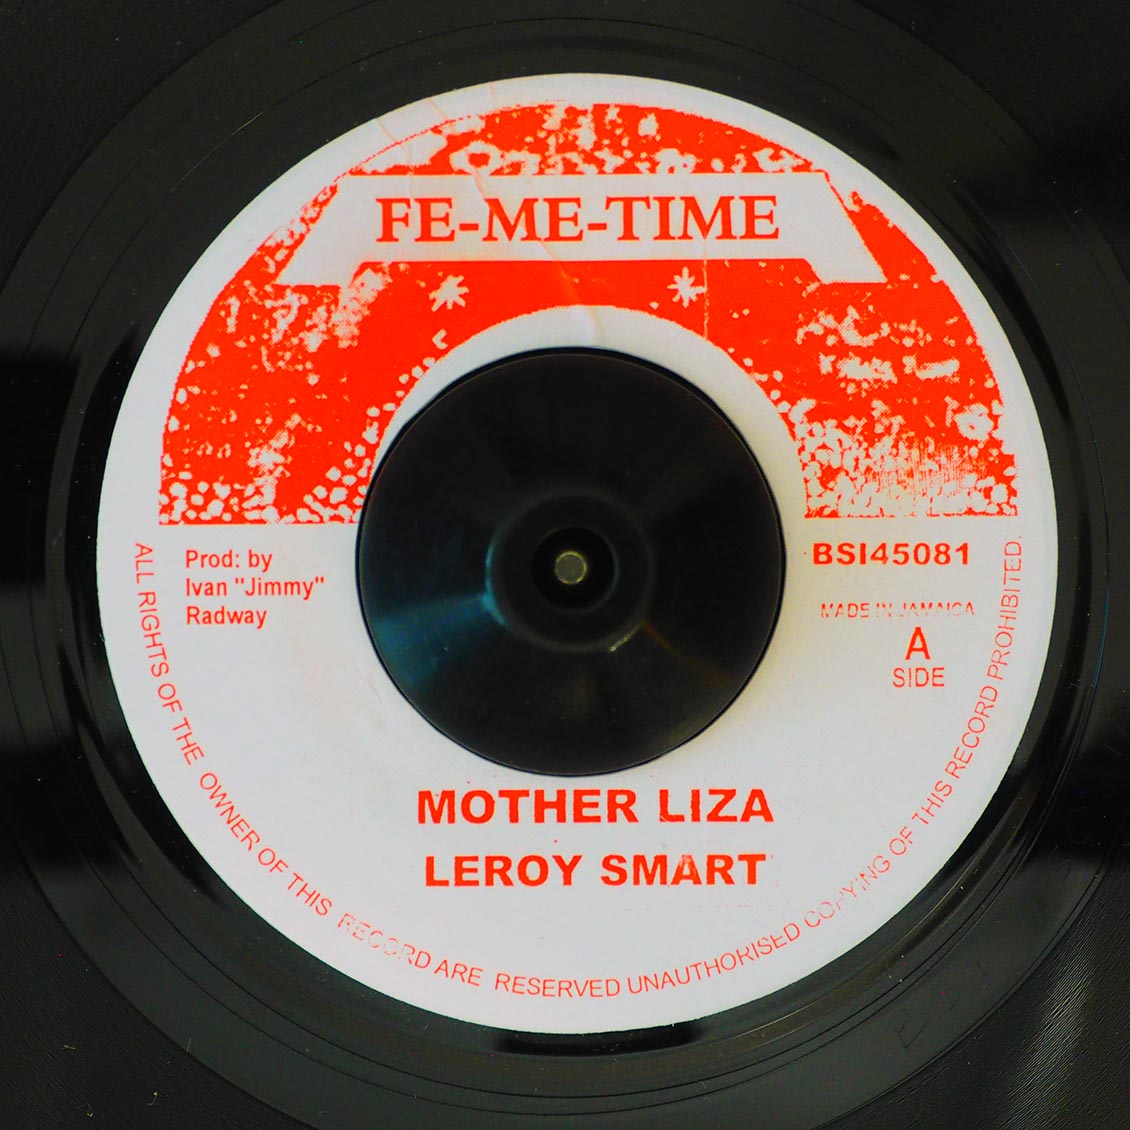 FE-ME-TIME
Prod: by
Ivan "Jimmy"
Radway
BSI45081
MADE IN JAMAICA
A
SIDE
MOTHER LIZA
LEROY SMART
ALL RIGHTS OF THE OWNER OF THIS RECORD ARE RESERVED UNAUTHORISED COPYING OF THIS RECORD PROHIBITED.